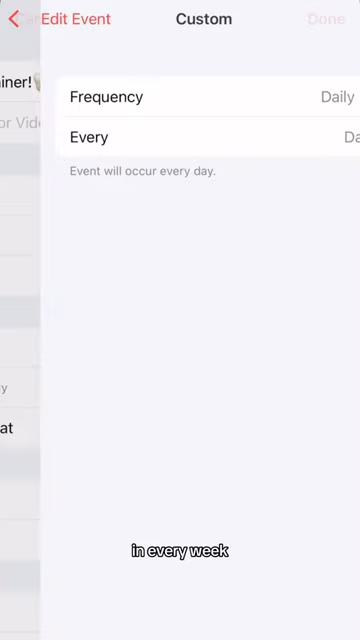 Edit Event
Custom
Done
Frequency
Daily
Every
Event will occur every day.
in every week